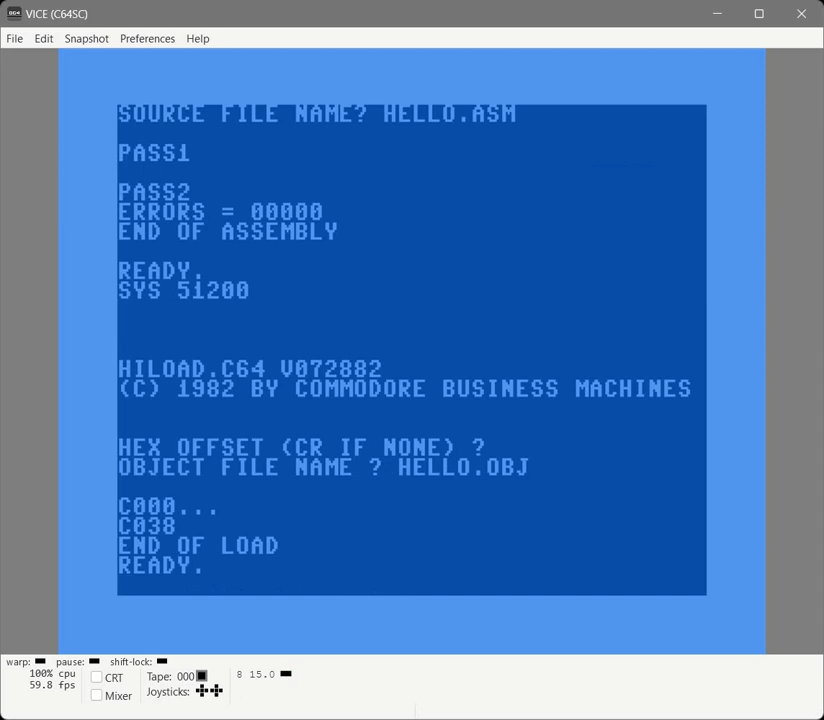 VICE (C64SC)
File Edit Snapshot Preferences Help
SOURCE FILE NAME? HELLO.ASM
PASS1
PASS2
ERRORS = 00000
END OF ASSEMBLY
READY.
SYS 51200
HILOAD.C64 V072882
(C) 1982 BY COMMODORE BUSINESS MACHINES
HEX OFFSET (CR IF NONE) ?
OBJECT FILE NAME ? HELLO.OBJ
C000...
C038
END OF LOAD
READY.
warp: pause: shift-lock:
100% cpu
59.8 fps
CRT
Mixer
Tape: 000
Joysticks:
8 15.0